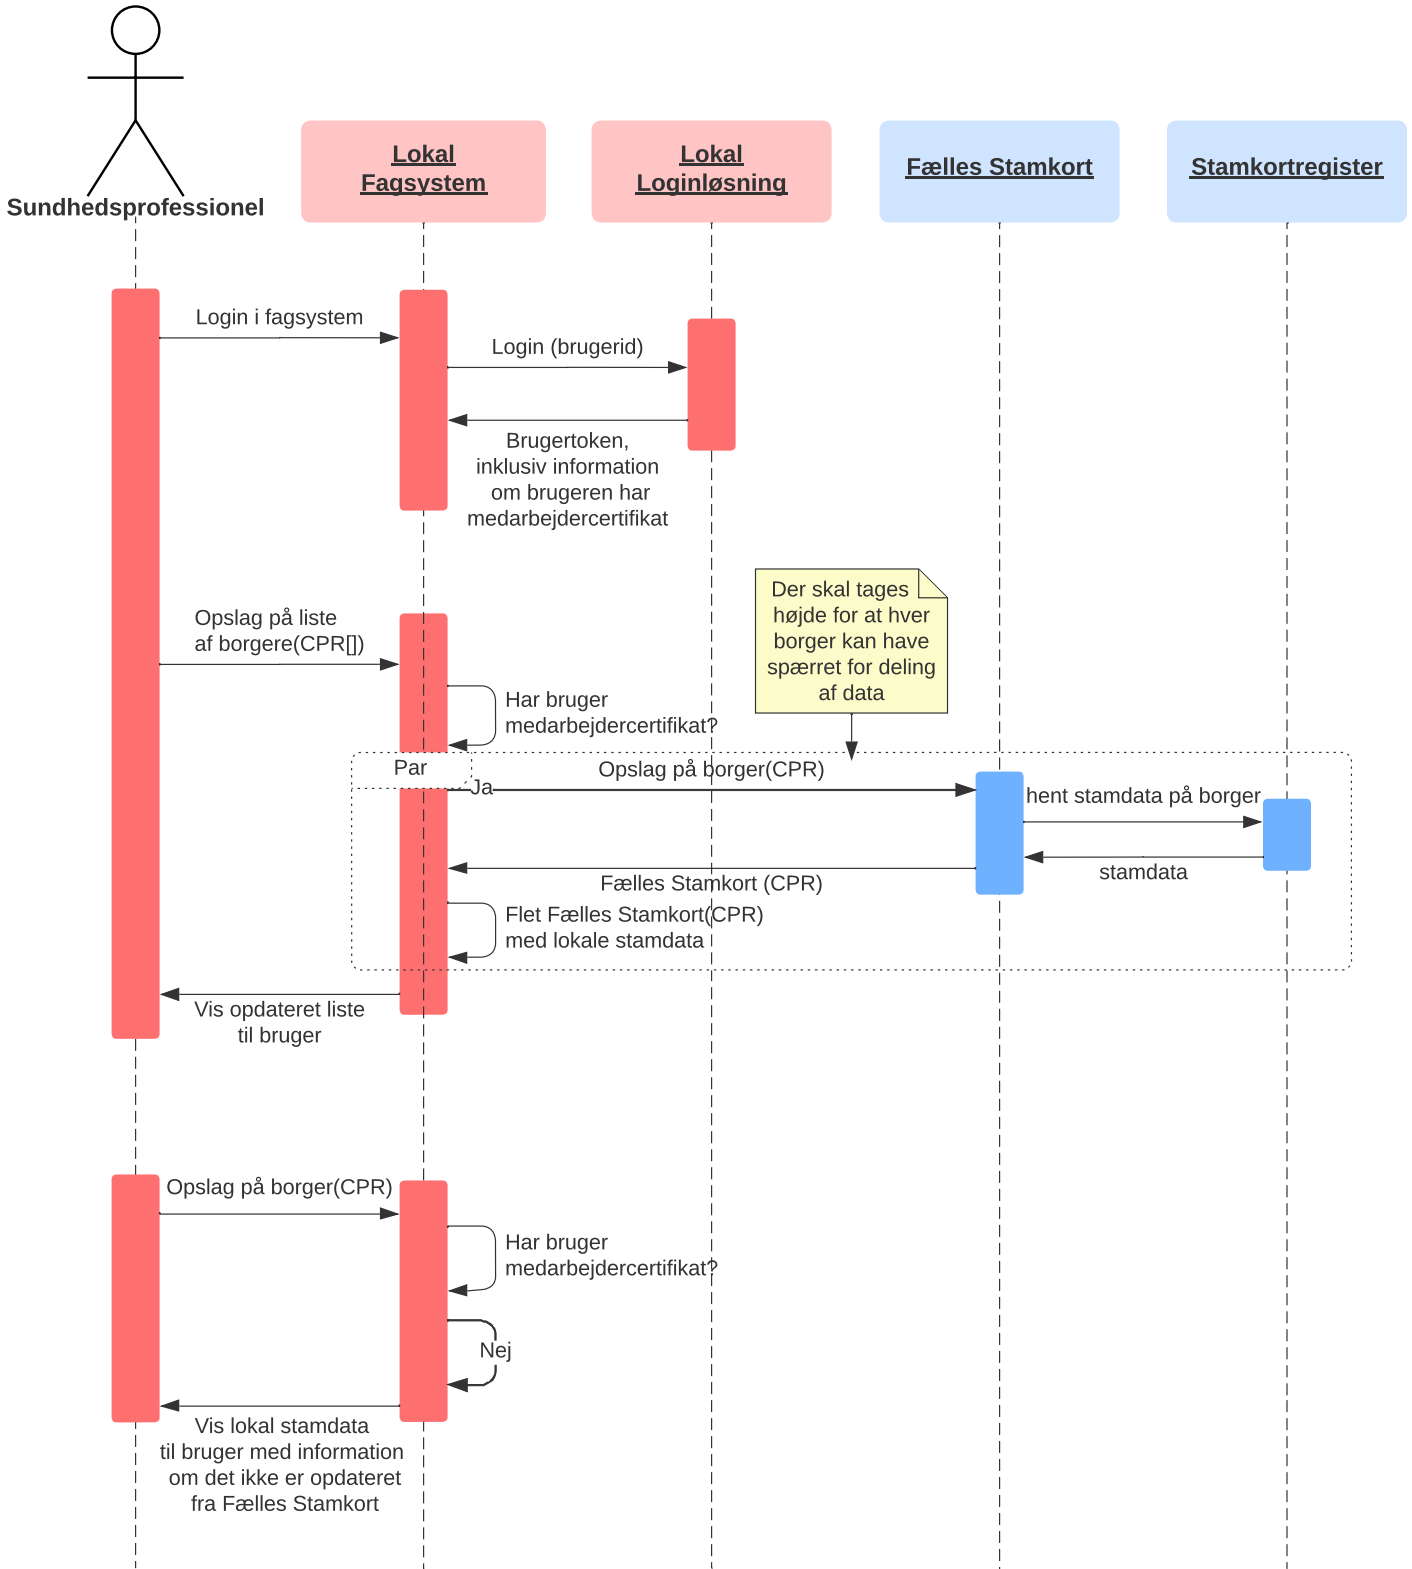 Sundhedsprofessionel
Lokal
Fagsystem
Lokal
Loginløsning
Fælles Stamkort
Stamkortregister
Login i fagsystem
Login (brugerid)
Brugertoken,
inklusiv information
om brugeren har
medarbejdercertifikat
Der skal tages
højde for at hver
borger kan have
spærret for deling
af data
Opslag på liste
af borgere(CPR[])
Har bruger
medarbejdercertifikat?
Par
Ja
Opslag på borger(CPR)
hent stamdata på borger
stamdata
Fælles Stamkort (CPR)
Flet Fælles Stamkort(CPR)
med lokale stamdata
Vis opdateret liste
til bruger
Opslag på borger(CPR)
Har bruger
medarbejdercertifikat?
Nej
Vis lokal stamdata
til bruger med information
om det ikke er opdateret
fra Fælles Stamkort